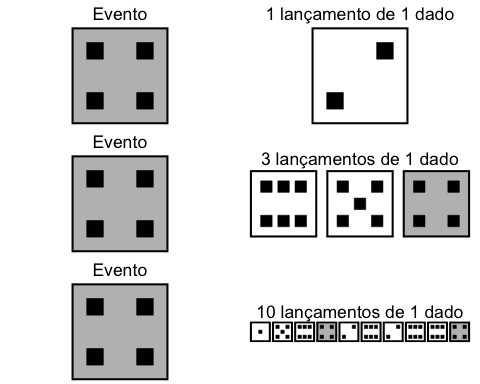 Evento
1 lançamento de 1 dado
Evento
3 lançamentos de 1 dado
Evento
10 lançamentos de 1 dado